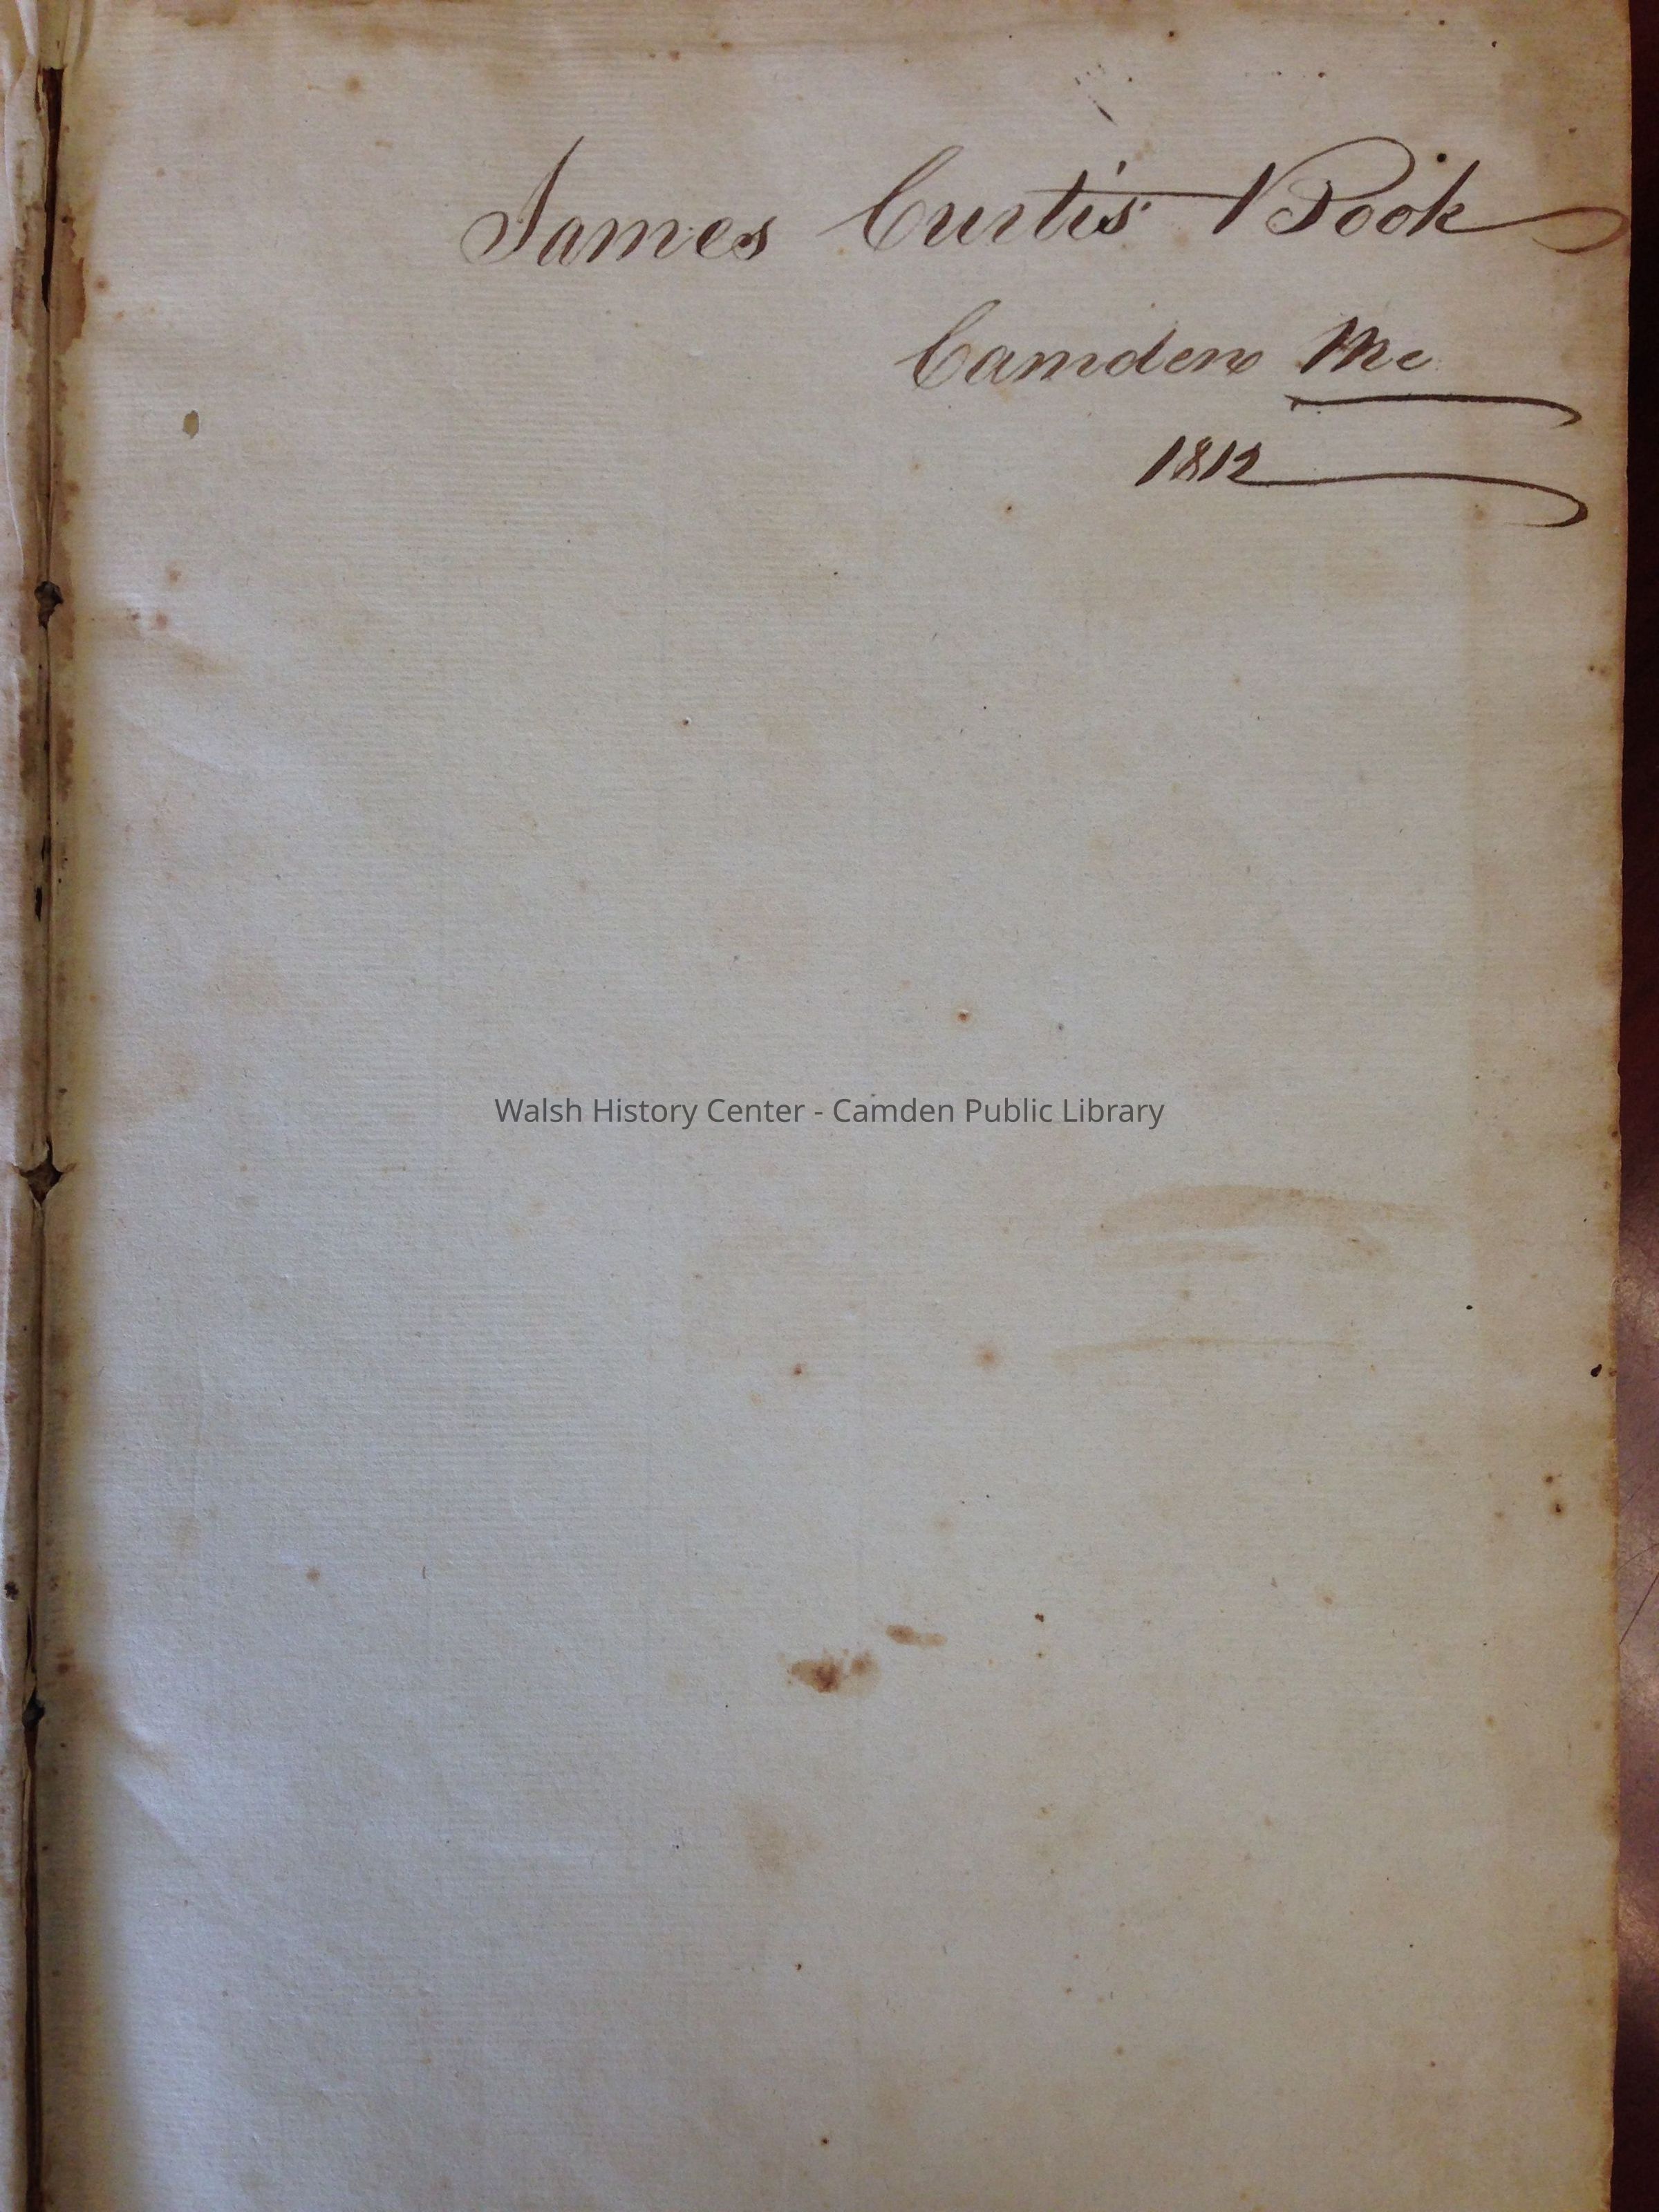 James Curtis' Book
Camden Me
1812
Walsh History Center - Camden Public Library